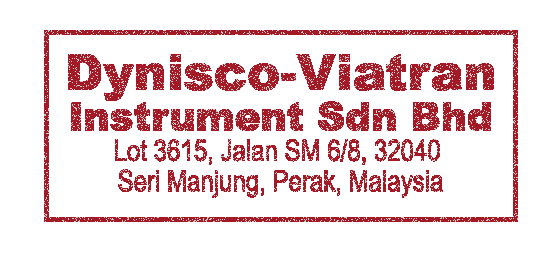 Dynisco-Viatran
Instrument Sdn Bhd
Lot 3615, Jalan SM 6/8, 32040
Seri Manjung, Perak, Malaysia